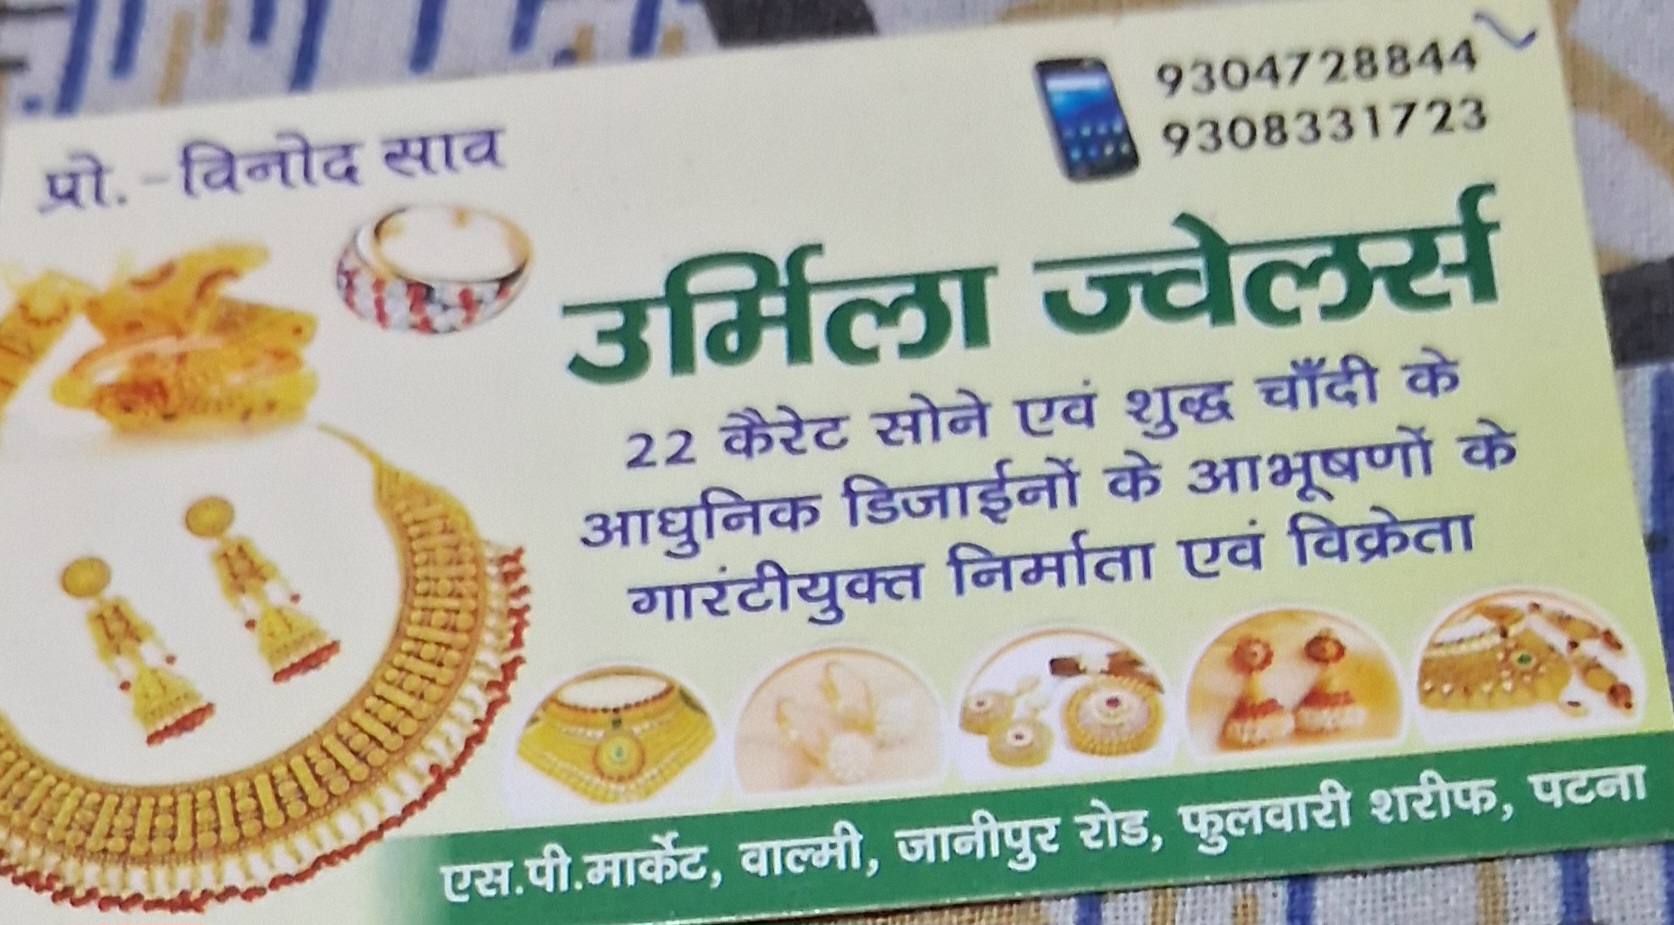 प्रो.-विनोद साव
9304728844
9308331723
उर्मिला ज्वेलर्स
22 कैरेट सोने एवं शुद्ध चाँदी के
आधुनिक डिजाईनों के आभूषणों के
गारंटीयुक्त निर्माता एवं विक्रेता
एस.पी.मार्केट, वाल्मी, जानीपुर रोड, फुलवारी शरीफ, पटना